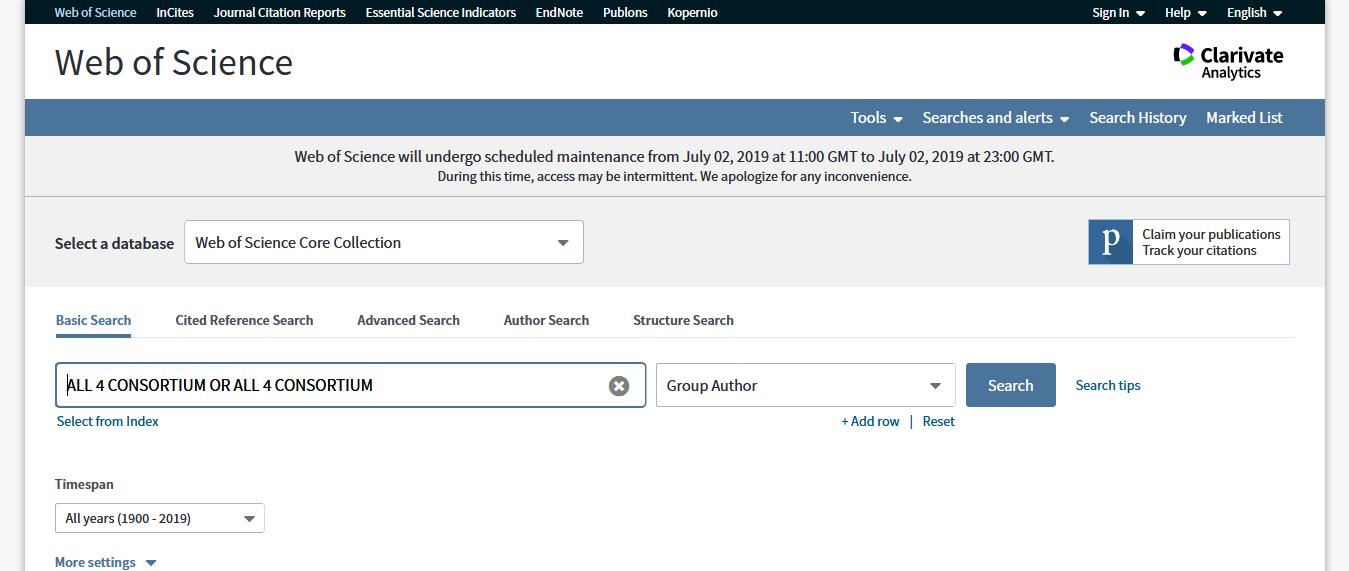 Web of Science InCites Journal Citation Reports Essential Science Indicators EndNote Publons Kopernio Sign In Help English
Web of Science
Clarivate
Analytics
Tools Searches and alerts Search History Marked List
Web of Science will undergo scheduled maintenance from July 02, 2019 at 11:00 GMT to July 02, 2019 at 23:00 GMT.
During this time, access may be intermittent. We apologize for any inconvenience.
Select a database Web of Science Core Collection
p Claim your publications
Track your citations
Basic Search Cited Reference Search Advanced Search Author Search Structure Search
ALL 4 CONSORTIUM OR ALL 4 CONSORTIUM Group Author Search Search tips
Select from Index + Add row | Reset
Timespan
All years (1900 - 2019)
More settings